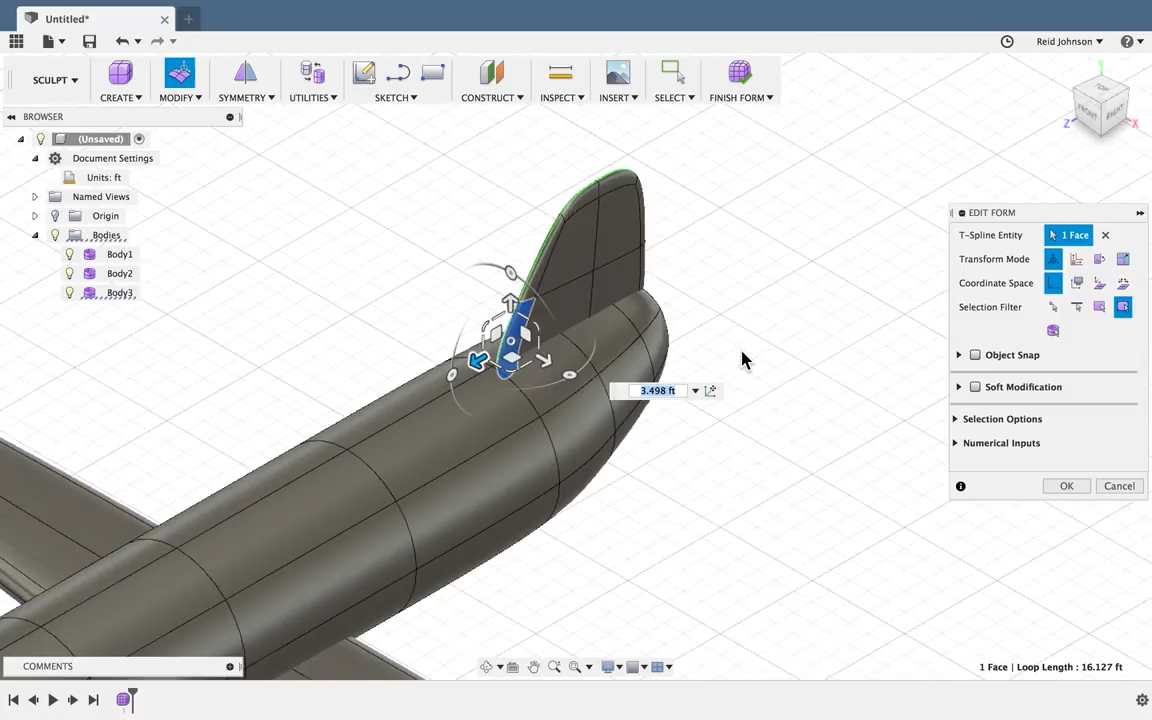 Untitled*
Reid Johnson
SCULPT
CREATE
MODIFY
SYMMETRY
UTILITIES
SKETCH
CONSTRUCT
INSPECT
INSERT
SELECT
FINISH FORM
TOP
FRONT
RIGHT
Y
Z
X
BROWSER
(Unsaved)
Document Settings
Units: ft
Named Views
Origin
Bodies
Body1
Body2
Body3
EDIT FORM
T-Spline Entity
1 Face
Transform Mode
Coordinate Space
Selection Filter
Object Snap
Soft Modification
Selection Options
Numerical Inputs
OK
Cancel
3.498 ft
COMMENTS
1 Face | Loop Length : 16.127 ft